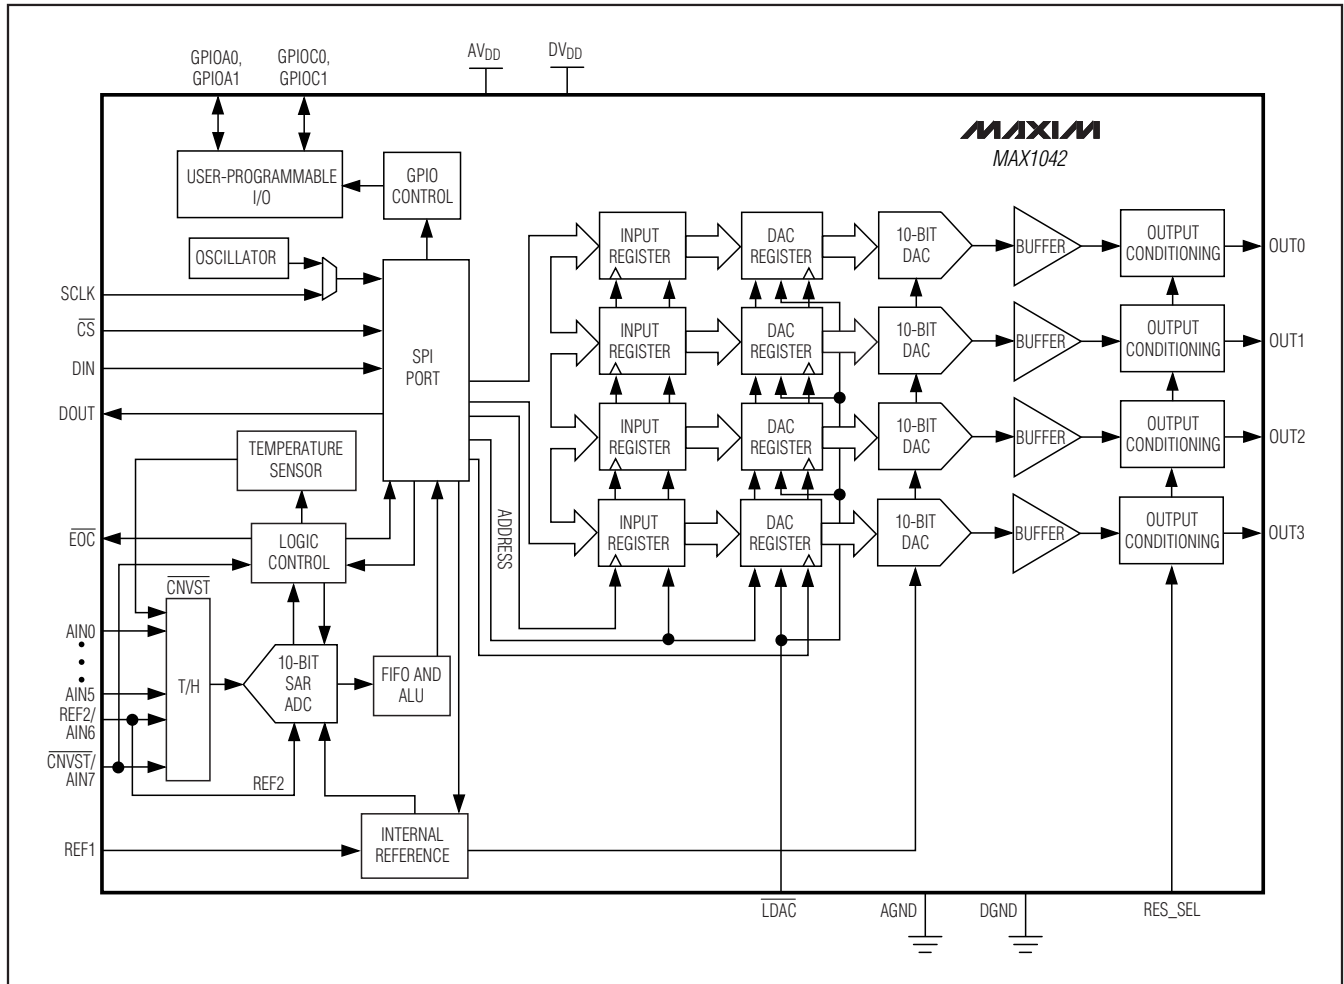 GPIOA0,
GPIOA1
GPIOC0,
GPIOC1
AVDD
DVDD
MAXIM
MAX1042
USER-PROGRAMMABLE
I/O
GPIO
CONTROL
OSCILLATOR
SCLK
CS
DIN
DOUT
SPI
PORT
TEMPERATURE
SENSOR
EOC
LOGIC
CONTROL
CNVST
AIN0
AIN5
REF2/
AIN6
CNVST/
AIN7
T/H
10-BIT
SAR
ADC
FIFO AND
ALU
REF2
REF1
INTERNAL
REFERENCE
ADDRESS
INPUT
REGISTER
DAC
REGISTER
10-BIT
DAC
BUFFER
OUTPUT
CONDITIONING
OUT0
INPUT
REGISTER
DAC
REGISTER
10-BIT
DAC
BUFFER
OUTPUT
CONDITIONING
OUT1
INPUT
REGISTER
DAC
REGISTER
10-BIT
DAC
BUFFER
OUTPUT
CONDITIONING
OUT2
INPUT
REGISTER
DAC
REGISTER
10-BIT
DAC
BUFFER
OUTPUT
CONDITIONING
OUT3
LDAC
AGND
DGND
RES_SEL